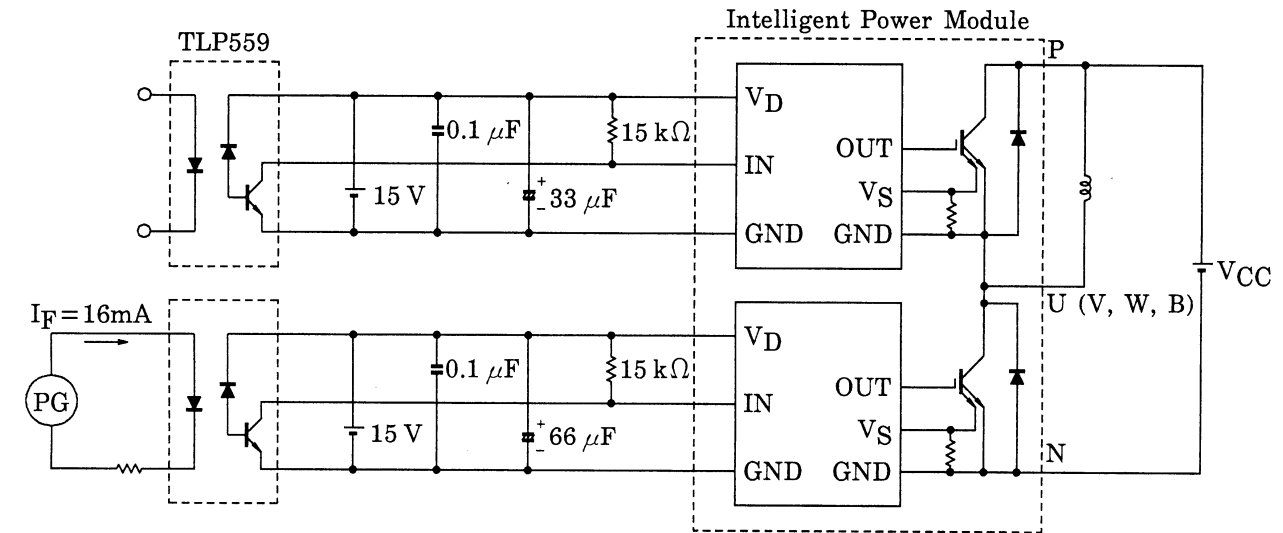 Intelligent Power Module
TLP559
P
V_D
0.1 μF
15 kΩ
OUT
IN
15 V
+
- 33 μF
V_S
GND
GND
V_CC
U (V, W, B)
I_F = 16mA
V_D
0.1 μF
15 kΩ
OUT
PG
IN
15 V
+
- 66 μF
V_S
N
GND
GND